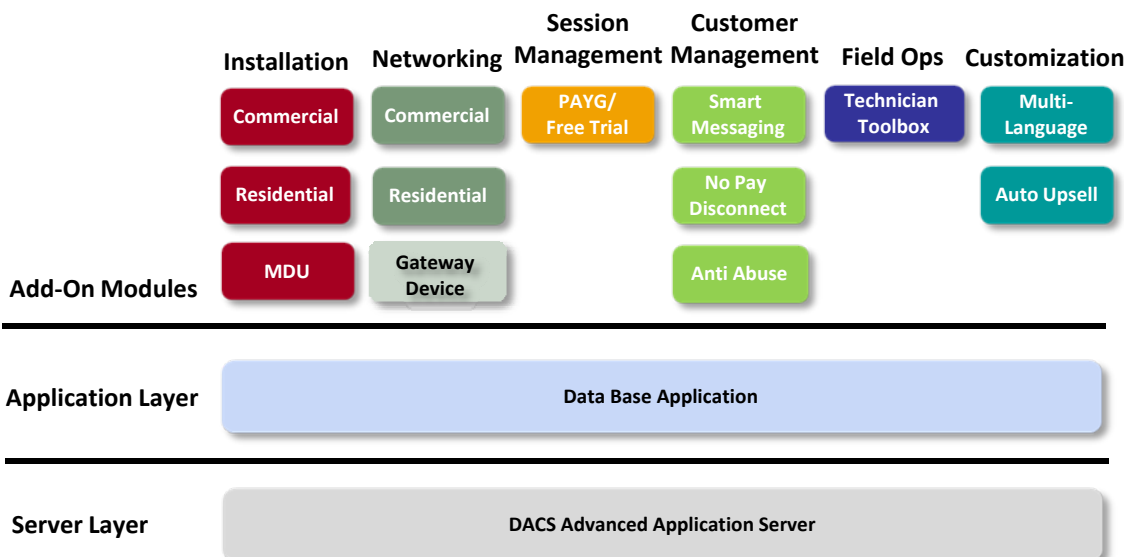 Session
Management
Customer
Management
Installation
Networking
Field Ops
Customization
Commercial
Commercial
PAYG/
Free Trial
Smart
Messaging
Technician
Toolbox
Multi-
Language
Residential
Residential
No Pay
Disconnect
Auto Upsell
MDU
Gateway
Device
Anti Abuse
Add-On Modules
Application Layer
Data Base Application
Server Layer
DACS Advanced Application Server